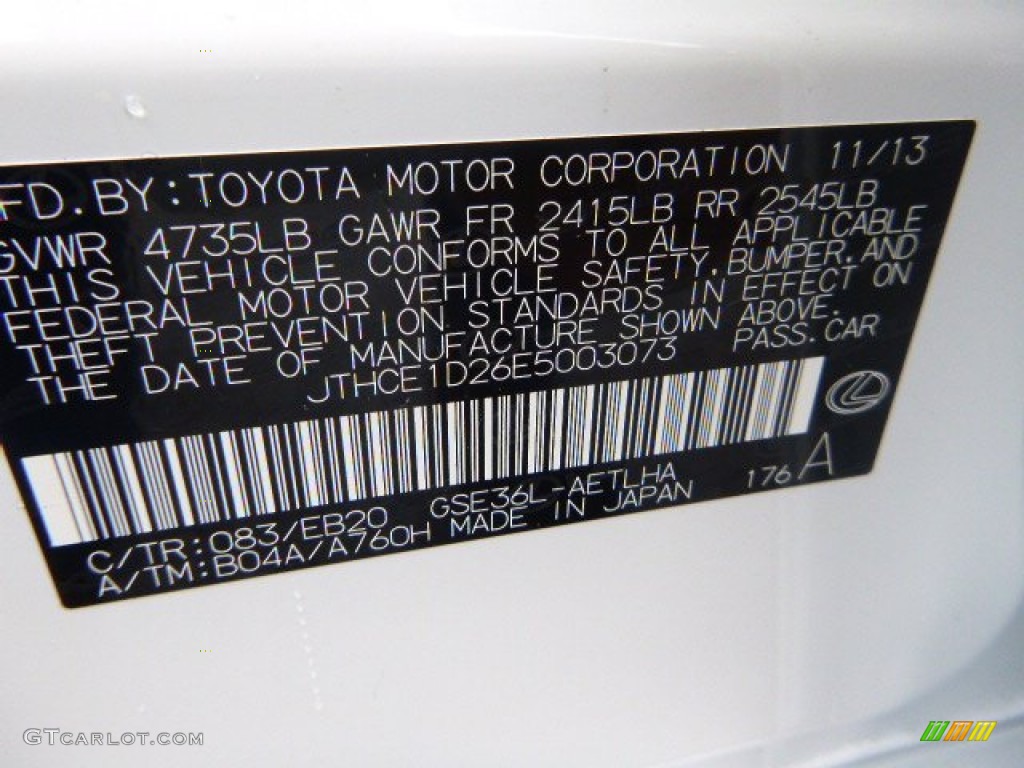 FD. BY: TOYOTA MOTOR CORPORATION 11/13
GVWR 4735LB GAWR FR 2415LB RR 2545LB
THIS VEHICLE CONFORMS TO ALL APPLICABLE
FEDERAL MOTOR VEHICLE SAFETY, BUMPER, AND
THEFT PREVENTION STANDARDS IN EFFECT ON
THE DATE OF MANUFACTURE SHOWN ABOVE.
JTHCE1D26E5003073 PASS. CAR
C/TR: 083/EB20 GSE36L-AETLHA 176 A
A/TM: B04A/A760H MADE IN JAPAN
GTCARLOT.COM